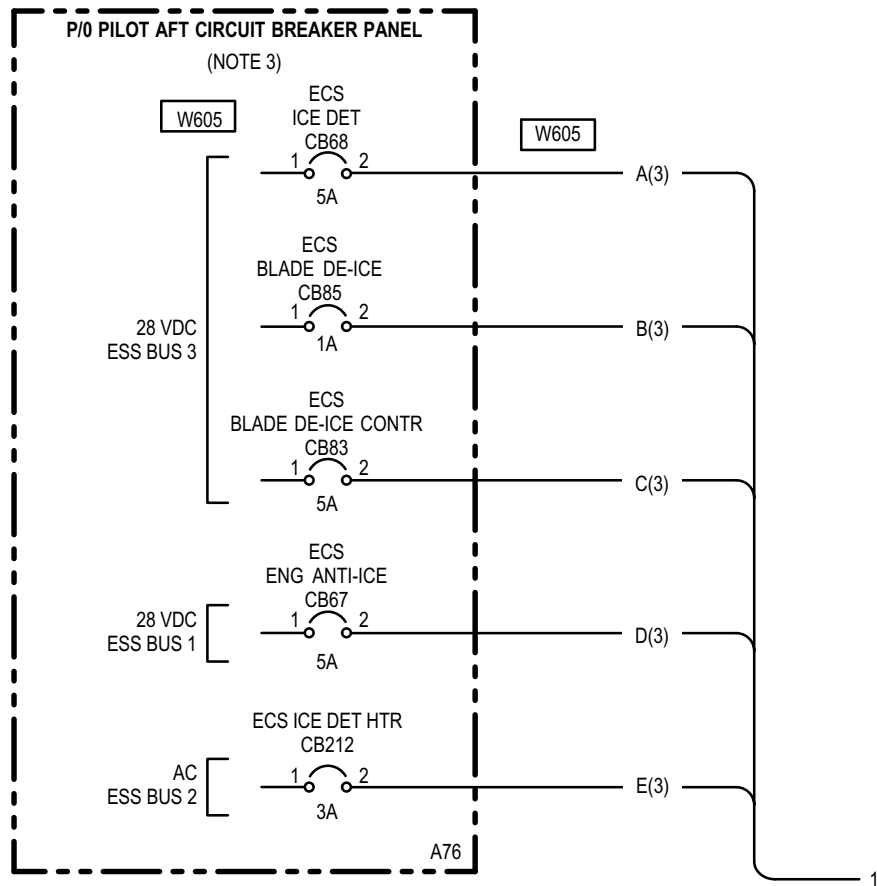 P/0 PILOT AFT CIRCUIT BREAKER PANEL
(NOTE 3)
W605
W605
ECS
ICE DET
CB68
1 2
5A
A(3)
ECS
BLADE DE-ICE
CB85
1 2
1A
B(3)
28 VDC
ESS BUS 3
ECS
BLADE DE-ICE CONTR
CB83
1 2
5A
C(3)
ECS
ENG ANTI-ICE
CB67
1 2
5A
D(3)
28 VDC
ESS BUS 1
ECS ICE DET HTR
CB212
1 2
3A
E(3)
AC
ESS BUS 2
A76
1